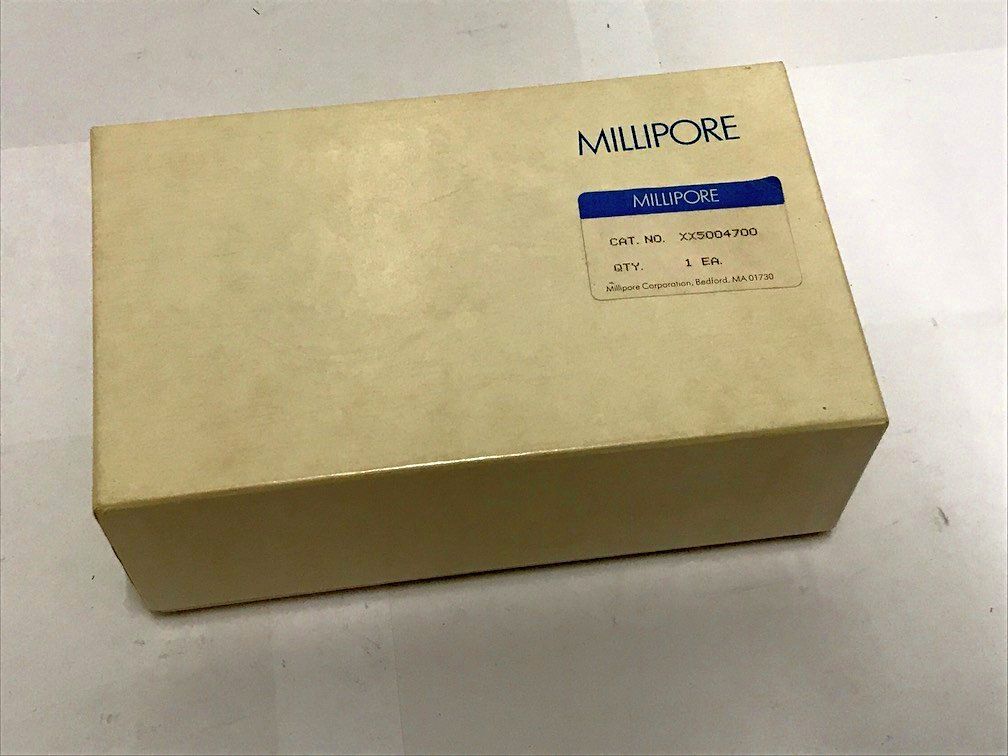 MILLIPORE
MILLIPORE
CAT. NO. XX5004700
QTY. 1 EA.
Millipore Corporation, Bedford, MA 01730